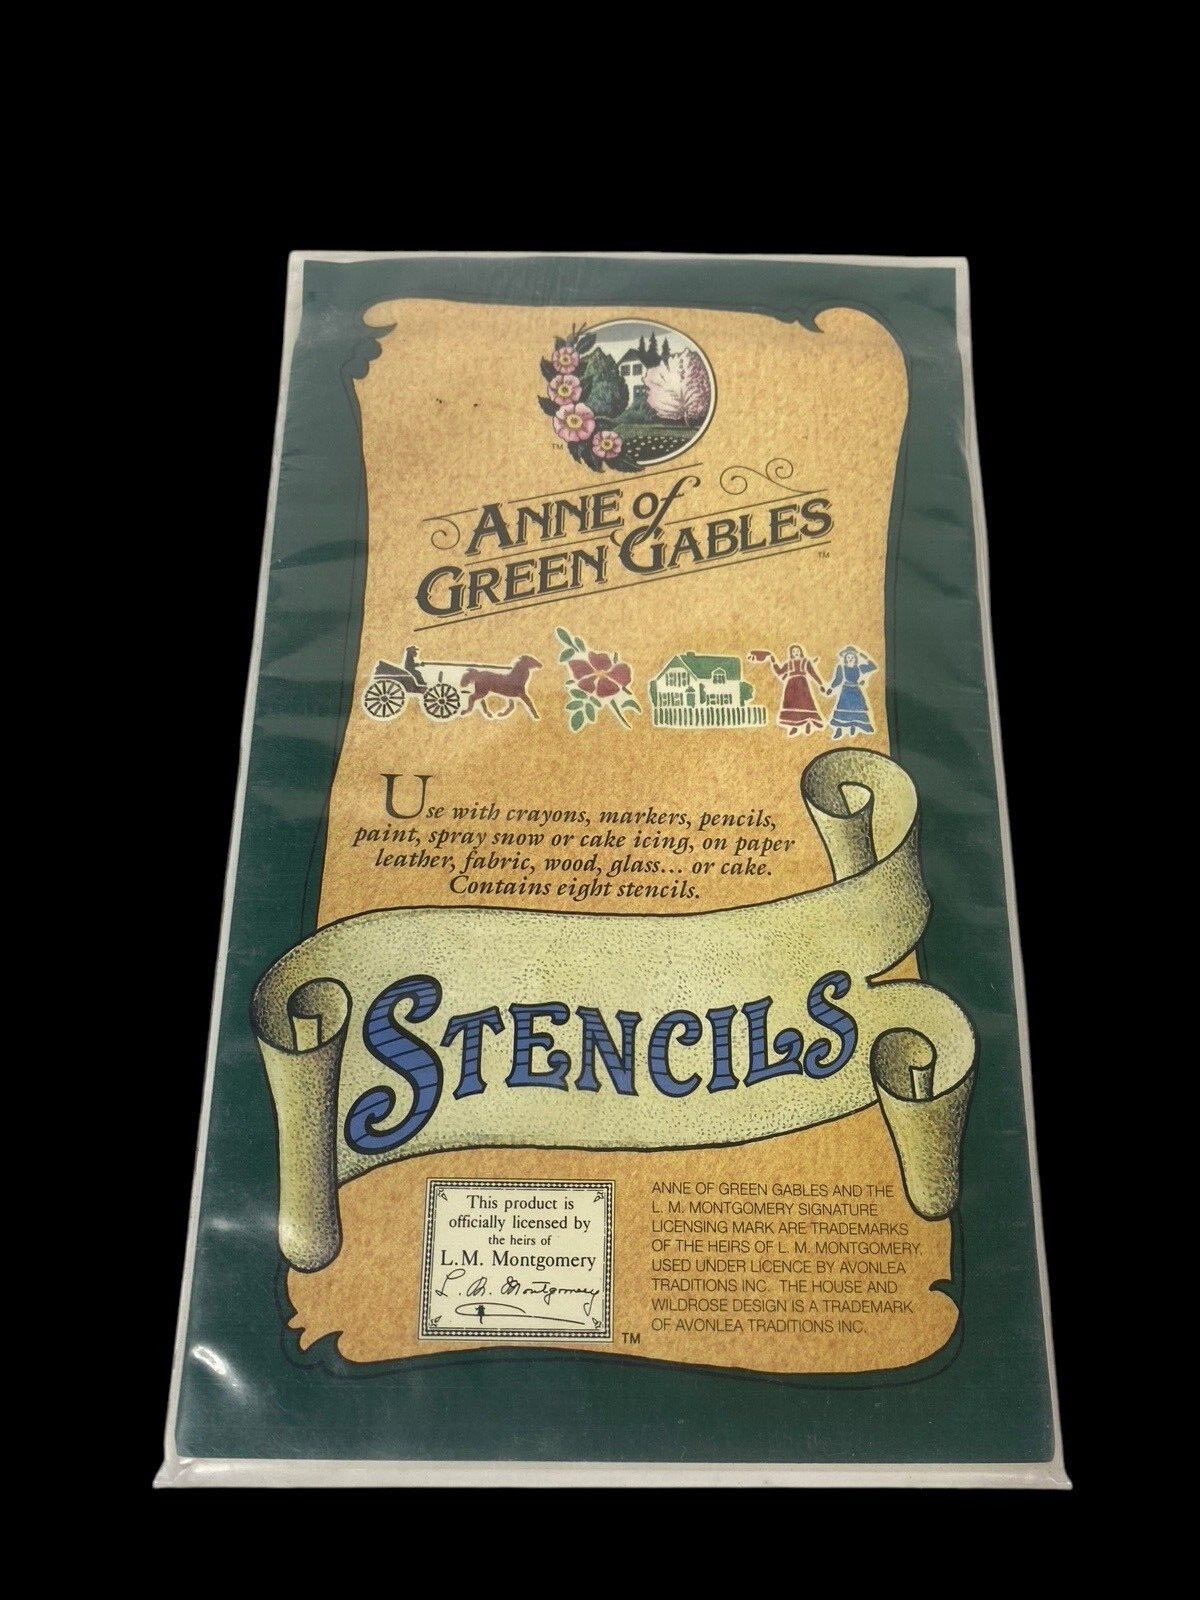 TM
ANNE of
GREEN GABLES
TM
Use with crayons, markers, pencils,
paint, spray snow or cake icing, on paper
leather, fabric, wood, glass... or cake.
Contains eight stencils.
STENCILS
This product is
officially licensed by
the heirs of
L.M. Montgomery
L. M. Montgomery
TM
ANNE OF GREEN GABLES AND THE
L. M. MONTGOMERY SIGNATURE
LICENSING MARK ARE TRADEMARKS
OF THE HEIRS OF L. M. MONTGOMERY,
USED UNDER LICENCE BY AVONLEA
TRADITIONS INC. THE HOUSE AND
WILDROSE DESIGN IS A TRADEMARK
OF AVONLEA TRADITIONS INC.